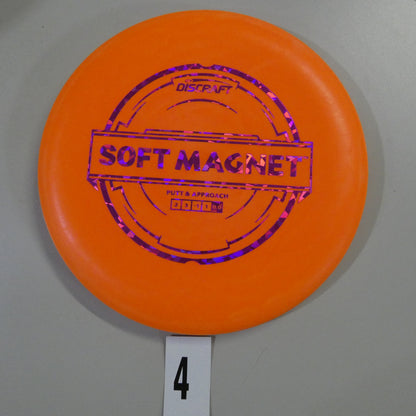 DISCRAFT
SOFT MAGNET
PUTT & APPROACH
4